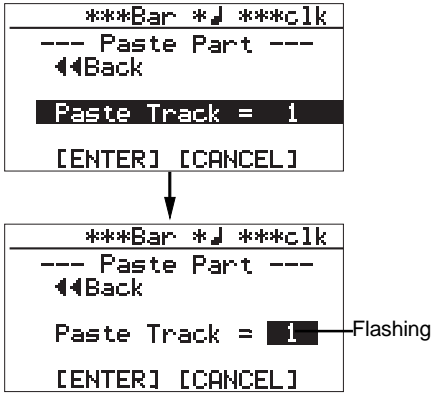 ***Bar *♩ ***clk
--- Paste Part ---
◀◀Back
Paste Track = 1
[ENTER] [CANCEL]
***Bar *♩ ***clk
--- Paste Part ---
◀◀Back
Paste Track = 1
Flashing
[ENTER] [CANCEL]